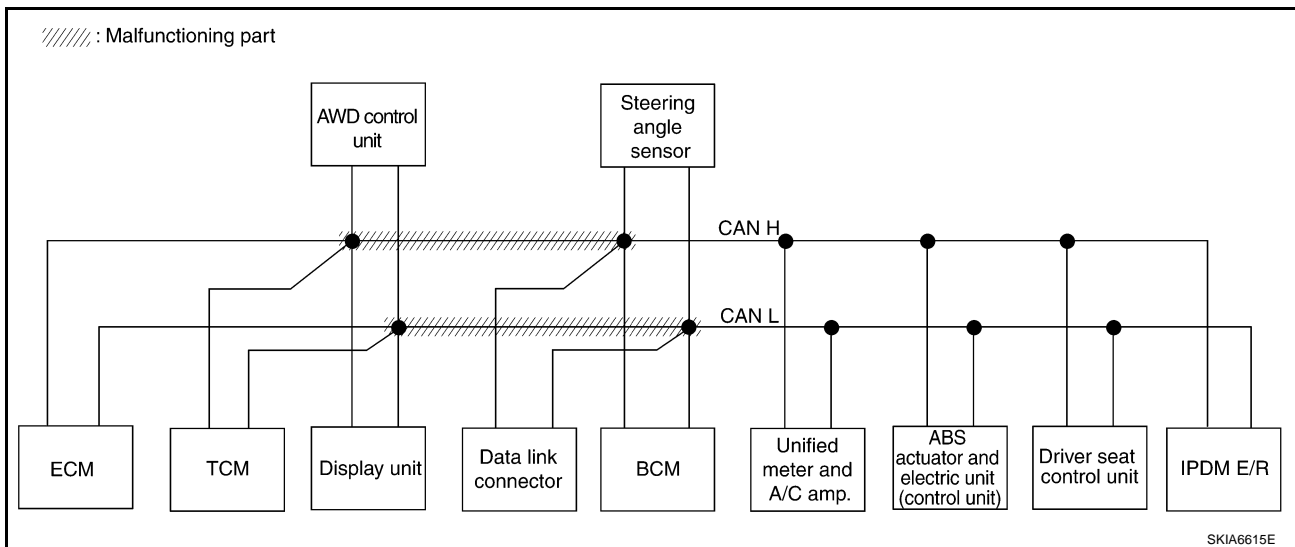 : Malfunctioning part
AWD control
unit
Steering
angle
sensor
CAN H
CAN L
ECM
TCM
Display unit
Data link
connector
BCM
Unified
meter and
A/C amp.
ABS
actuator and
electric unit
(control unit)
Driver seat
control unit
IPDM E/R
SKIA6615E